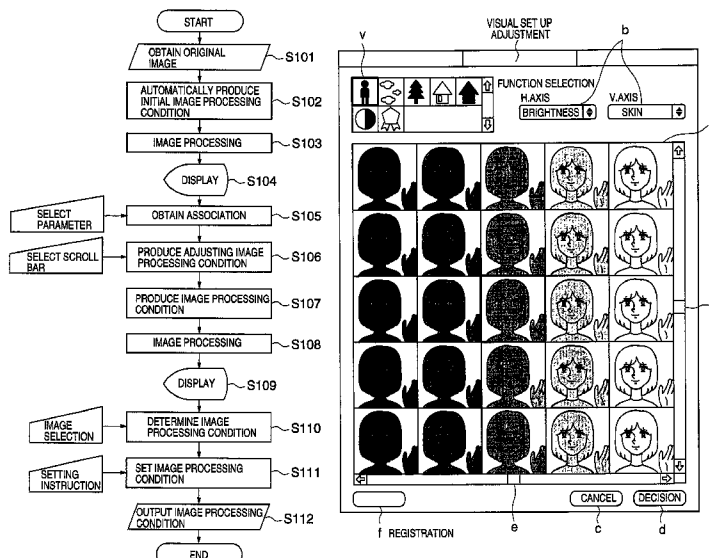 START
OBTAIN ORIGINAL
IMAGE
S101
AUTOMATICALLY PRODUCE
INITIAL IMAGE PROCESSING
CONDITION
S102
IMAGE PROCESSING
S103
DISPLAY
S104
SELECT
PARAMETER
OBTAIN ASSOCIATION
S105
SELECT SCROLL
BAR
PRODUCE ADJUSTING IMAGE
PROCESSING CONDITION
S106
PRODUCE IMAGE PROCESSING
CONDITION
S107
IMAGE PROCESSING
S108
DISPLAY
S109
IMAGE
SELECTION
DETERMINE IMAGE
PROCESSING CONDITION
S110
SETTING
INSTRUCTION
SET IMAGE PROCESSING
CONDITION
S111
OUTPUT IMAGE PROCESSING
CONDITION
S112
END
VISUAL SET UP
ADJUSTMENT
v
b
FUNCTION SELECTION
H.AXIS
V.AXIS
BRIGHTNESS
SKIN
CANCEL
DECISION
f REGISTRATION
e
c
d